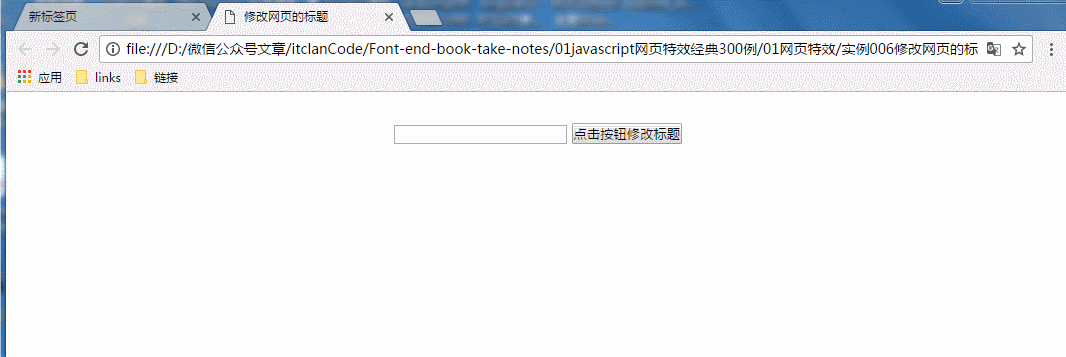 新标签页 修改网页的标题
file:///D:/微信公众号文章/itclanCode/Font-end-book-take-notes/01javascript网页特效经典300例/01网页特效/实例006修改网页的标
应用 links 链接
点击按钮修改标题